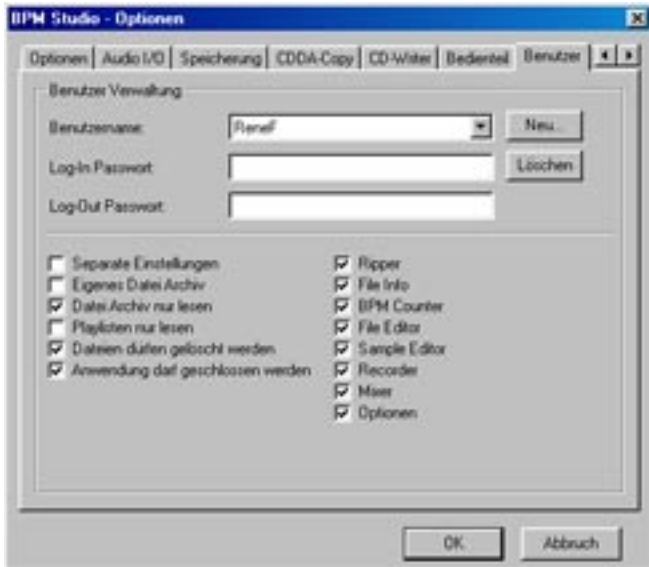 BPM Studio - Optionen
Optionen Audio I/O Speicherung CDDA-Copy CD-Writer Bedienteil Benutzer
Benutzer Verwaltung
Benutzername: ReneF Neu...
Log-In Passwort Löschen
Log-Out Passwort:
Separate Einstellungen
Eigenes Datei Archiv
Datei Archiv nur lesen
Playlisten nur lesen
Dateien dürfen gelöscht werden
Anwendung darf geschlossen werden
Ripper
File Info
BPM Counter
File Editor
Sample Editor
Recorder
Mixer
Optionen
OK Abbruch